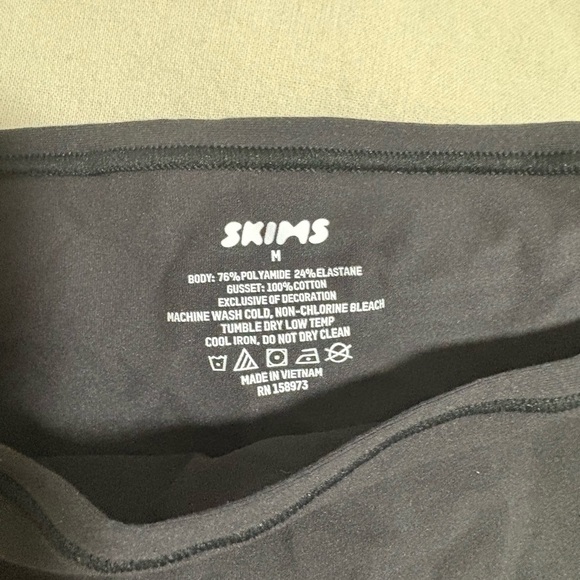 SKIMS
M
BODY: 76%POLYAMIDE 24%ELASTANE
GUSSET: 100%COTTON
EXCLUSIVE OF DECORATION
MACHINE WASH COLD, NON-CHLORINE BLEACH
TUMBLE DRY LOW TEMP
COOL IRON, DO NOT DRY CLEAN
MADE IN VIETNAM
RN 158973